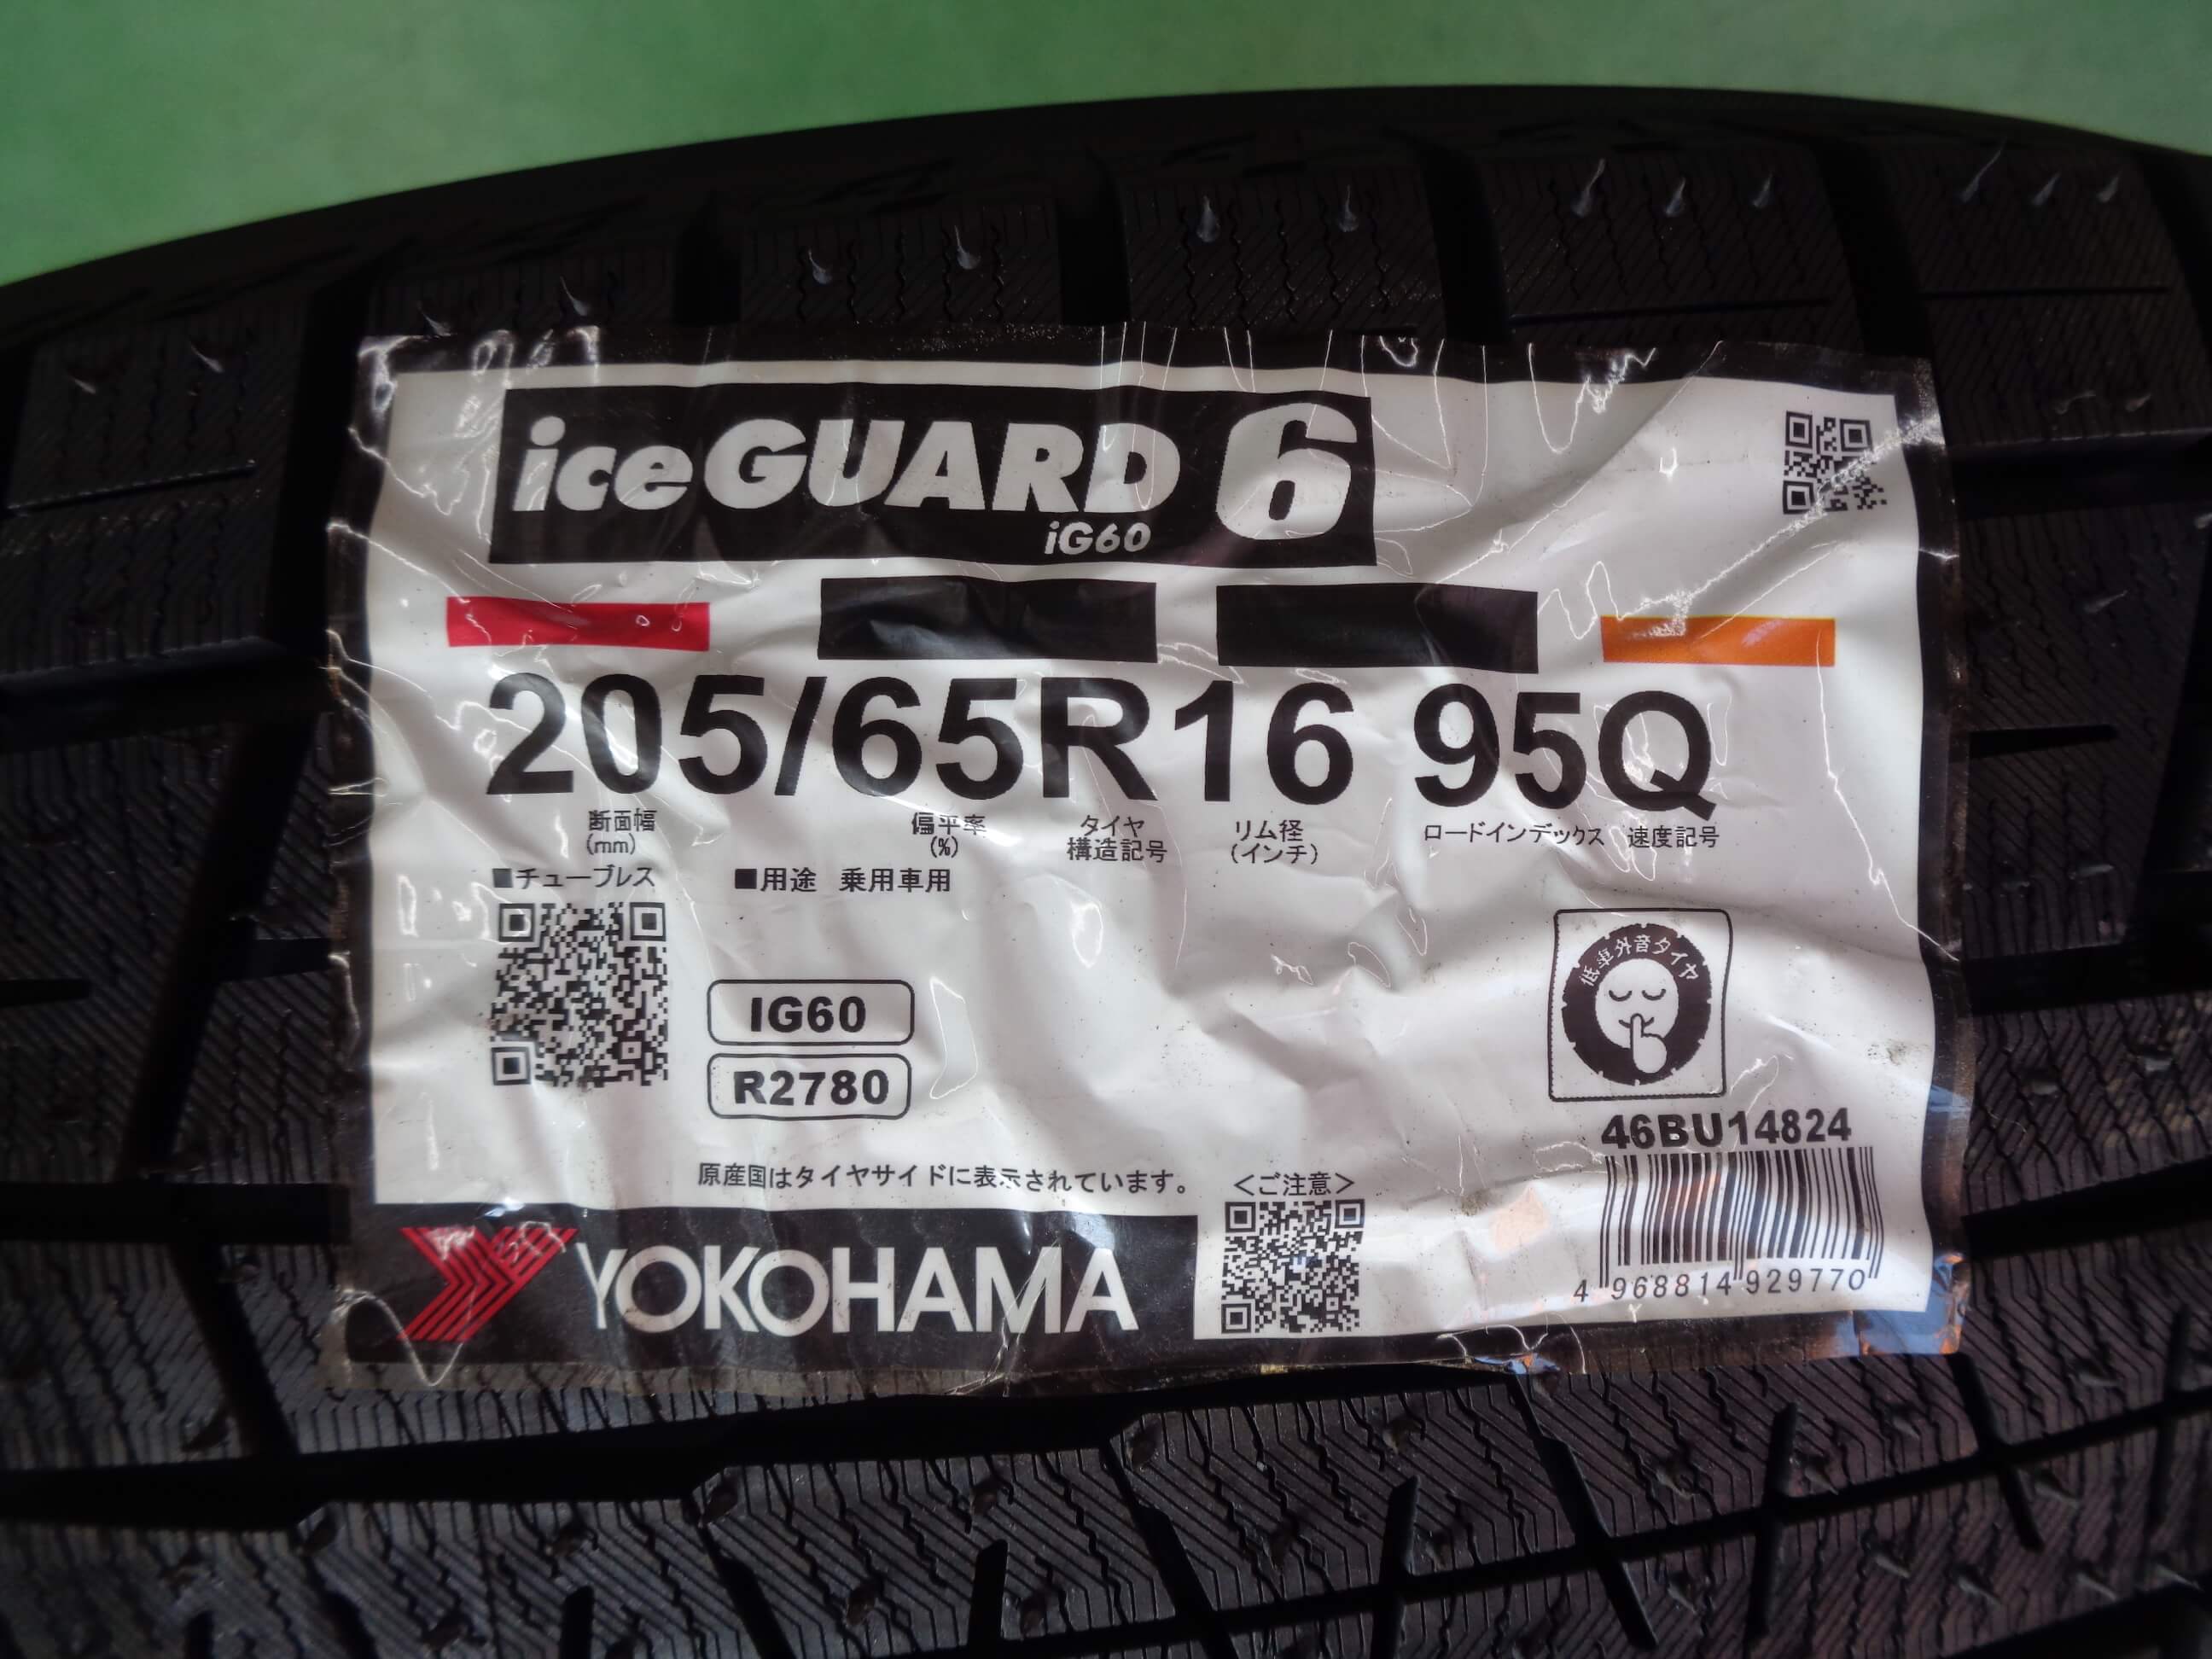 iceGUARD 6
iG60
205/65R16 95Q
断面幅 (mm)
偏平率 (%)
タイヤ 構造記号
リム径 (インチ)
ロードインデックス
速度記号
■チューブレス
■用途 乗用車用
低車外音タイヤ
IG60
R2780
46BU14824
原産国はタイヤサイドに表示されています。
<ご注意>
YOKOHAMA
4 968814 929770